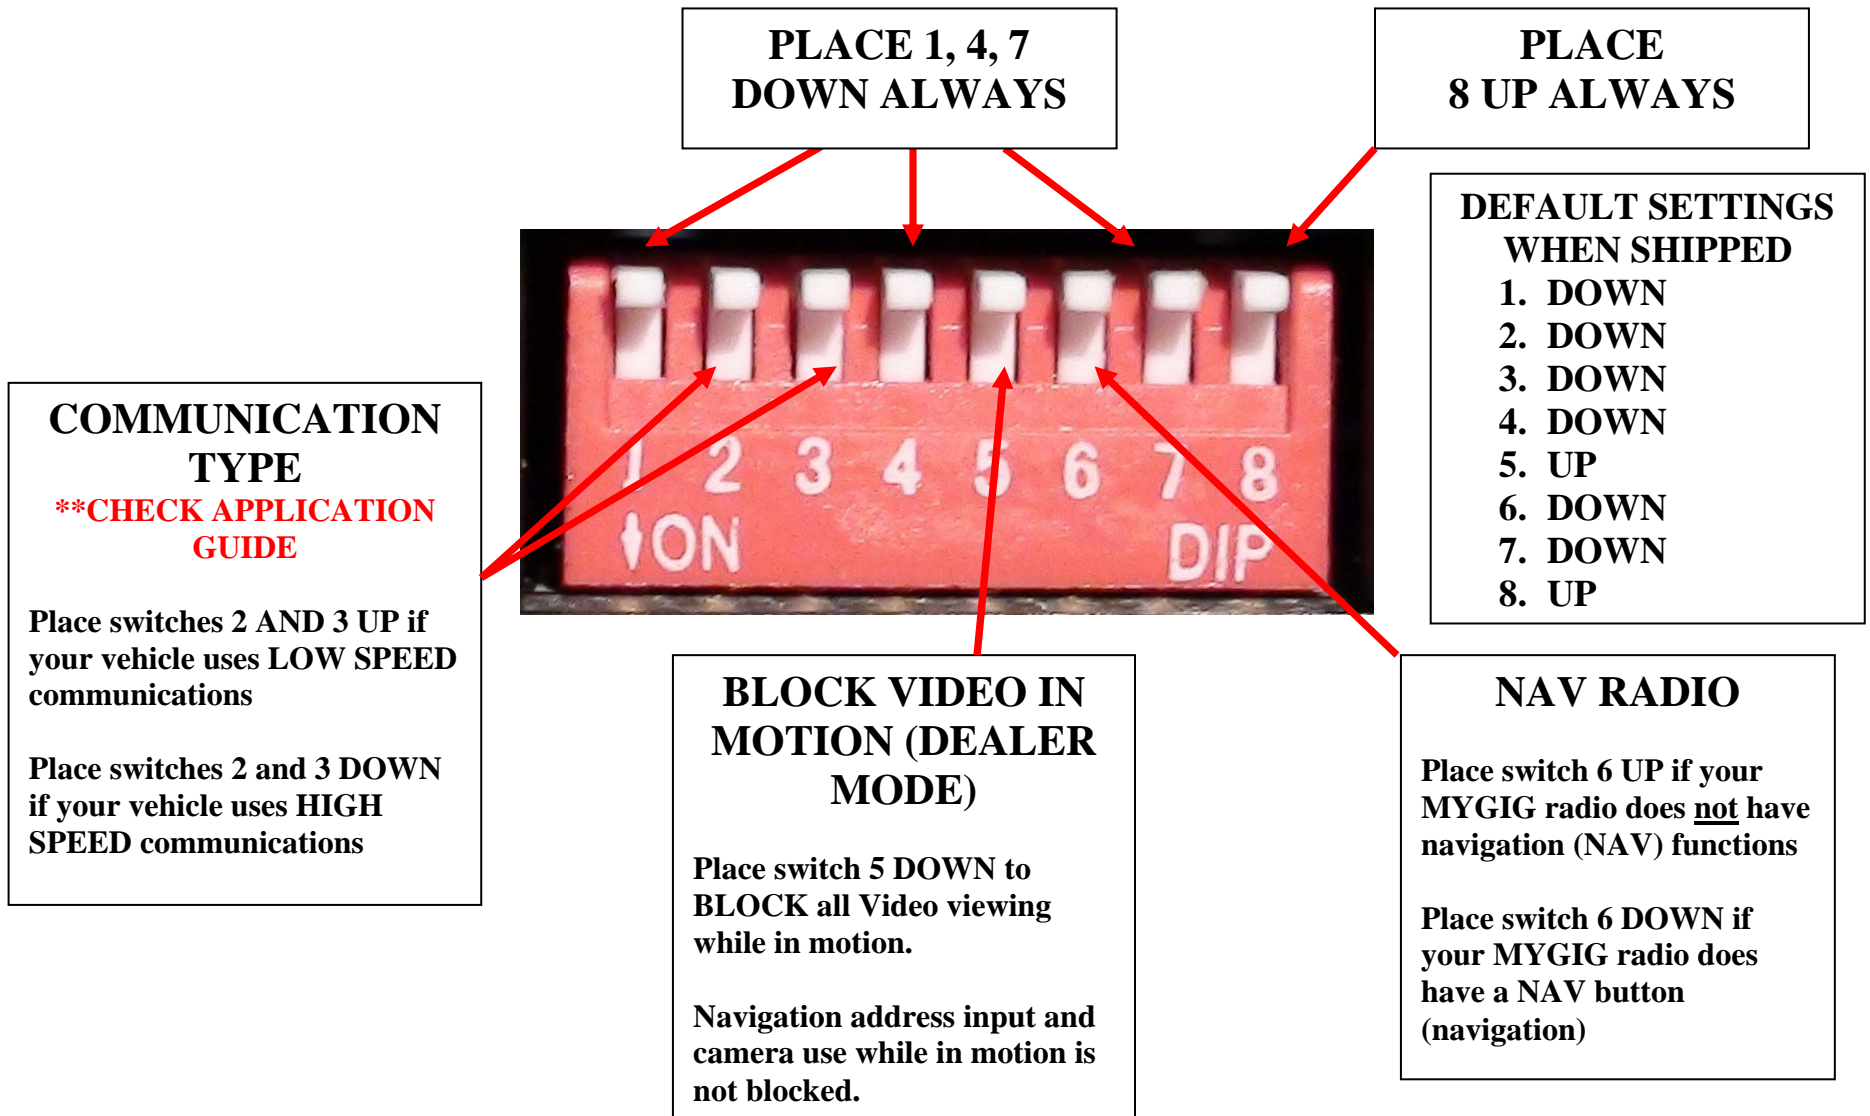 PLACE 1, 4, 7
DOWN ALWAYS
PLACE
8 UP ALWAYS
DEFAULT SETTINGS
WHEN SHIPPED
1. DOWN
2. DOWN
3. DOWN
4. DOWN
5. UP
6. DOWN
7. DOWN
8. UP
1 2 3 4 5 6 7 8
ON DIP
COMMUNICATION
TYPE
**CHECK APPLICATION
GUIDE
Place switches 2 AND 3 UP if
your vehicle uses LOW SPEED
communications
Place switches 2 and 3 DOWN
if your vehicle uses HIGH
SPEED communications
BLOCK VIDEO IN
MOTION (DEALER
MODE)
Place switch 5 DOWN to
BLOCK all Video viewing
while in motion.
Navigation address input and
camera use while in motion is
not blocked.
NAV RADIO
Place switch 6 UP if your
MYGIG radio does not have
navigation (NAV) functions
Place switch 6 DOWN if
your MYGIG radio does
have a NAV button
(navigation)